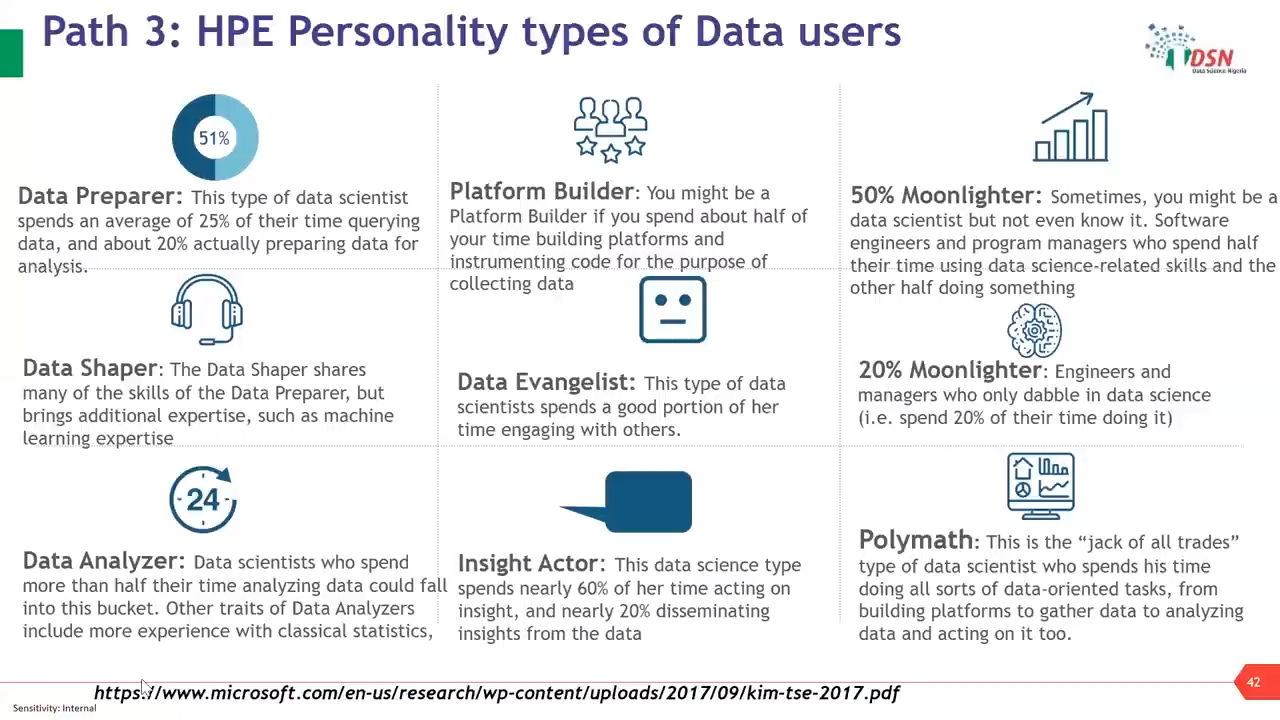 Path 3: HPE Personality types of Data users
DSN
Data Science Nigeria
51%
Data Preparer: This type of data scientist
spends an average of 25% of their time querying
data, and about 20% actually preparing data for
analysis.
Platform Builder: You might be a
Platform Builder if you spend about half of
your time building platforms and
instrumenting code for the purpose of
collecting data
50% Moonlighter: Sometimes, you might be a
data scientist but not even know it. Software
engineers and program managers who spend half
their time using data science-related skills and the
other half doing something
Data Shaper: The Data Shaper shares
many of the skills of the Data Preparer, but
brings additional expertise, such as machine
learning expertise
Data Evangelist: This type of data
scientists spends a good portion of her
time engaging with others.
20% Moonlighter: Engineers and
managers who only dabble in data science
(i.e. spend 20% of their time doing it)
24
Data Analyzer: Data scientists who spend
more than half their time analyzing data could fall
into this bucket. Other traits of Data Analyzers
include more experience with classical statistics,
Insight Actor: This data science type
spends nearly 60% of her time acting on
insight, and nearly 20% disseminating
insights from the data
Polymath: This is the “jack of all trades”
type of data scientist who spends his time
doing all sorts of data-oriented tasks, from
building platforms to gather data to analyzing
data and acting on it too.
https://www.microsoft.com/en-us/research/wp-content/uploads/2017/09/kim-tse-2017.pdf
42
Sensitivity: Internal